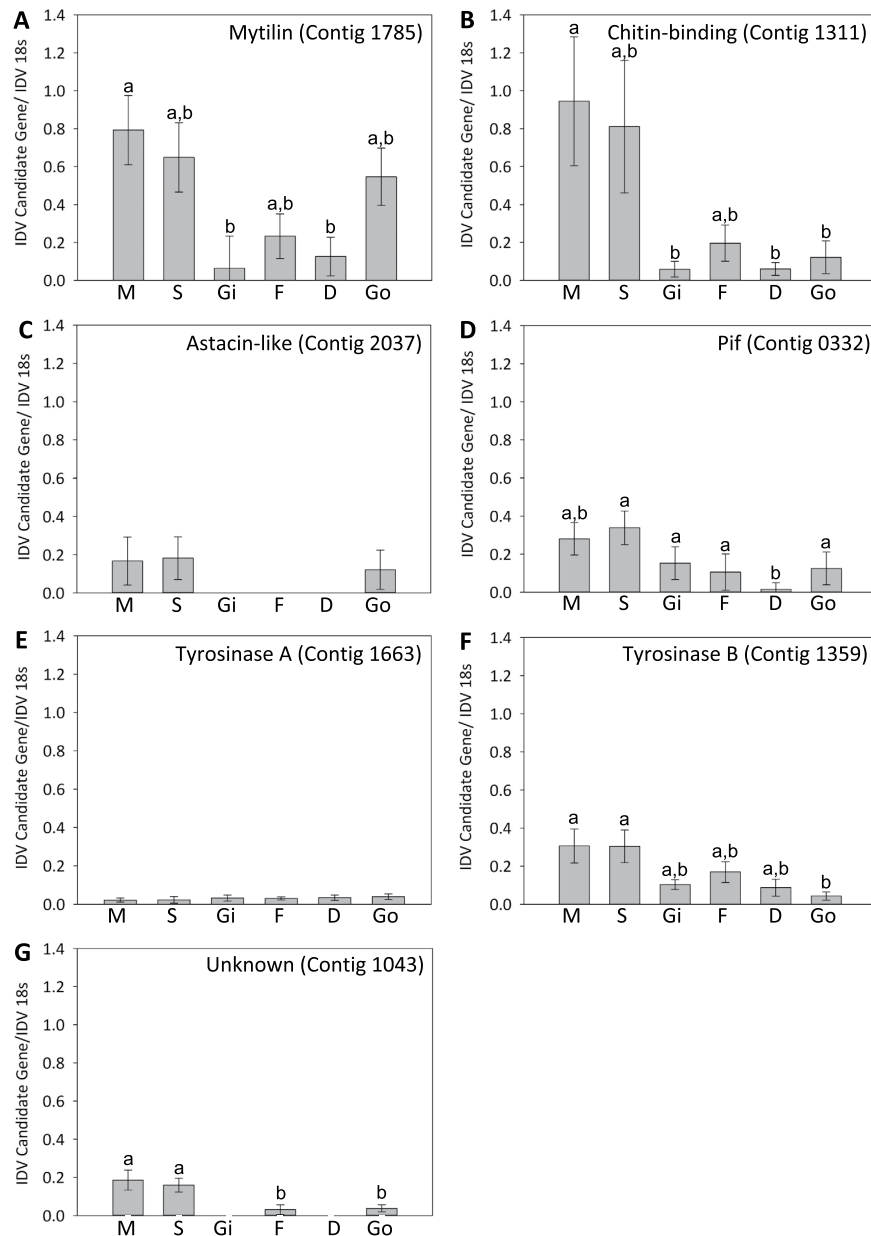 A
IDV Candidate Gene/ IDV 18s
Mytilin (Contig 1785)
1.4
1.2
1.0
0.8
0.6
0.4
0.2
0.0
a
a,b
b
a,b
b
a,b
M S Gi F D Go
B
IDV Candidate Gene/ IDV 18s
Chitin-binding (Contig 1311)
1.4
1.2
1.0
0.8
0.6
0.4
0.2
0.0
a
a,b
b
a,b
b
b
M S Gi F D Go
C
IDV Candidate Gene/ IDV 18s
Astacin-like (Contig 2037)
1.4
1.2
1.0
0.8
0.6
0.4
0.2
0.0
M S Gi F D Go
D
IDV Candidate Gene/ IDV 18s
Pif (Contig 0332)
1.4
1.2
1.0
0.8
0.6
0.4
0.2
0.0
a,b
a
a
a
b
a
M S Gi F D Go
E
IDV Candidate Gene/IDV 18s
Tyrosinase A (Contig 1663)
1.4
1.2
1.0
0.8
0.6
0.4
0.2
0.0
M S Gi F D Go
F
IDV Candidate Gene/ IDV 18s
Tyrosinase B (Contig 1359)
1.4
1.2
1.0
0.8
0.6
0.4
0.2
0.0
a
a
a,b
a,b
a,b
b
M S Gi F D Go
G
IDV Candidate Gene/IDV 18s
Unknown (Contig 1043)
1.4
1.2
1.0
0.8
0.6
0.4
0.2
0.0
a
a
b
b
M S Gi F D Go